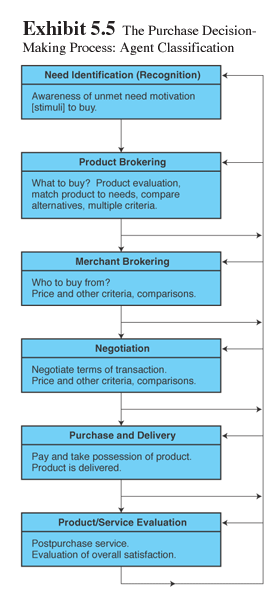 Exhibit 5.5 The Purchase Decision-
Making Process: Agent Classification
Need Identification (Recognition)
Awareness of unmet need motivation
[stimuli] to buy.
Product Brokering
What to buy? Product evaluation,
match product to needs, compare
alternatives, multiple criteria.
Merchant Brokering
Who to buy from?
Price and other criteria, comparisons.
Negotiation
Negotiate terms of transaction.
Price and other criteria, comparisons.
Purchase and Delivery
Pay and take possession of product.
Product is delivered.
Product/Service Evaluation
Postpurchase service.
Evaluation of overall satisfaction.